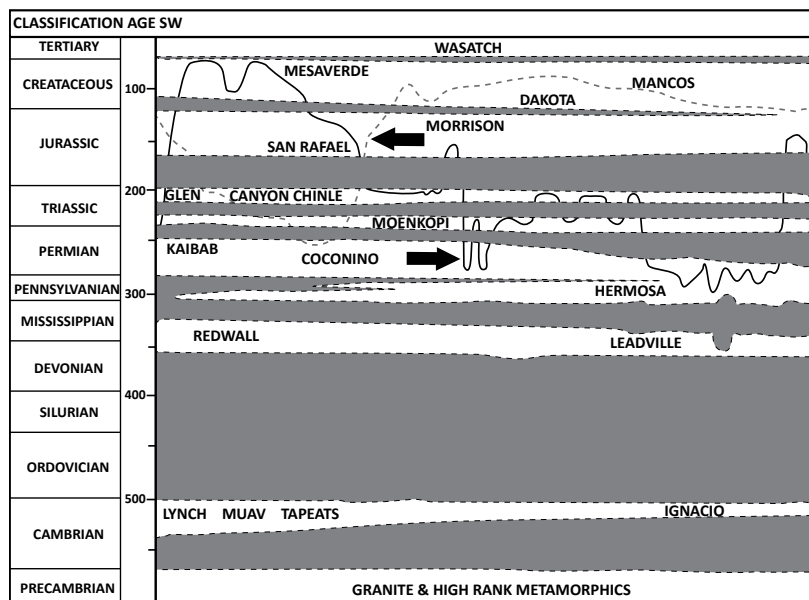 CLASSIFICATION AGE SW
TERTIARY
WASATCH
MESAVERDE
CREATACEOUS
100
MANCOS
DAKOTA
MORRISON
JURASSIC
SAN RAFAEL
200
GLEN CANYON CHINLE
TRIASSIC
MOENKOPI
PERMIAN
KAIBAB
COCONINO
PENNSYLVANIAN
300
HERMOSA
MISSISSIPPIAN
REDWALL
LEADVILLE
DEVONIAN
400
SILURIAN
ORDOVICIAN
500
LYNCH MUAV TAPEATS
IGNACIO
CAMBRIAN
PRECAMBRIAN
GRANITE & HIGH RANK METAMORPHICS